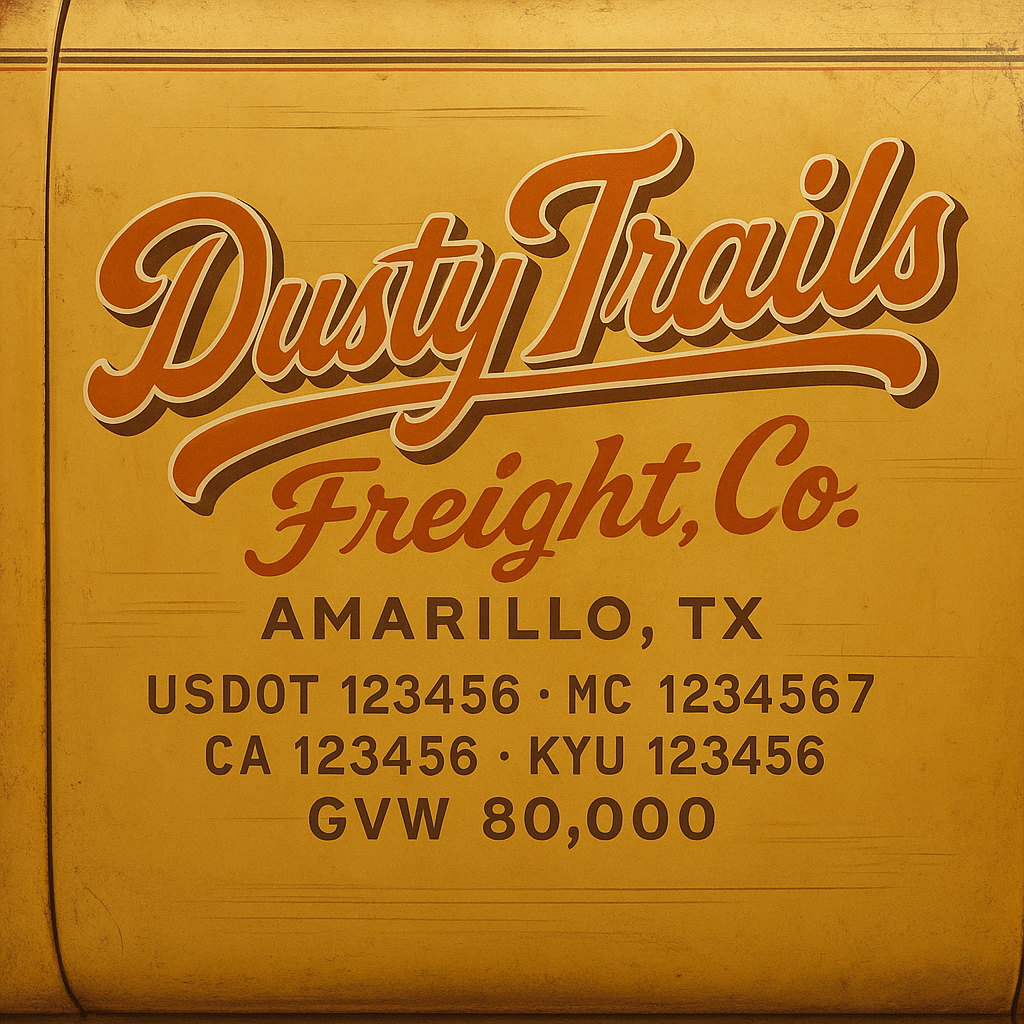 Dusty Trails
Freight, Co.
AMARILLO, TX
USDOT 123456 · MC 1234567
CA 123456 · KYU 123456
GVW 80,000